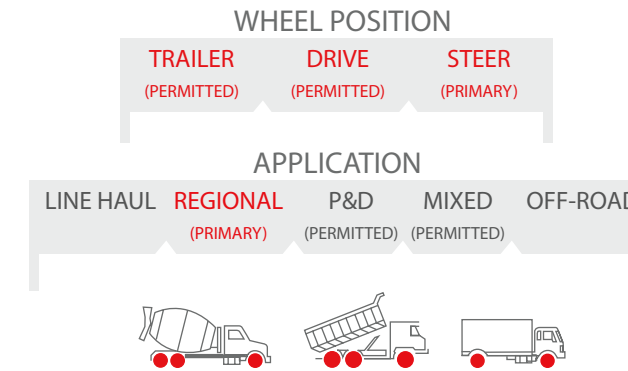 WHEEL POSITION
TRAILER DRIVE STEER
(PERMITTED) (PERMITTED) (PRIMARY)
APPLICATION
LINE HAUL REGIONAL P&D MIXED OFF-ROAD
(PRIMARY) (PERMITTED) (PERMITTED)